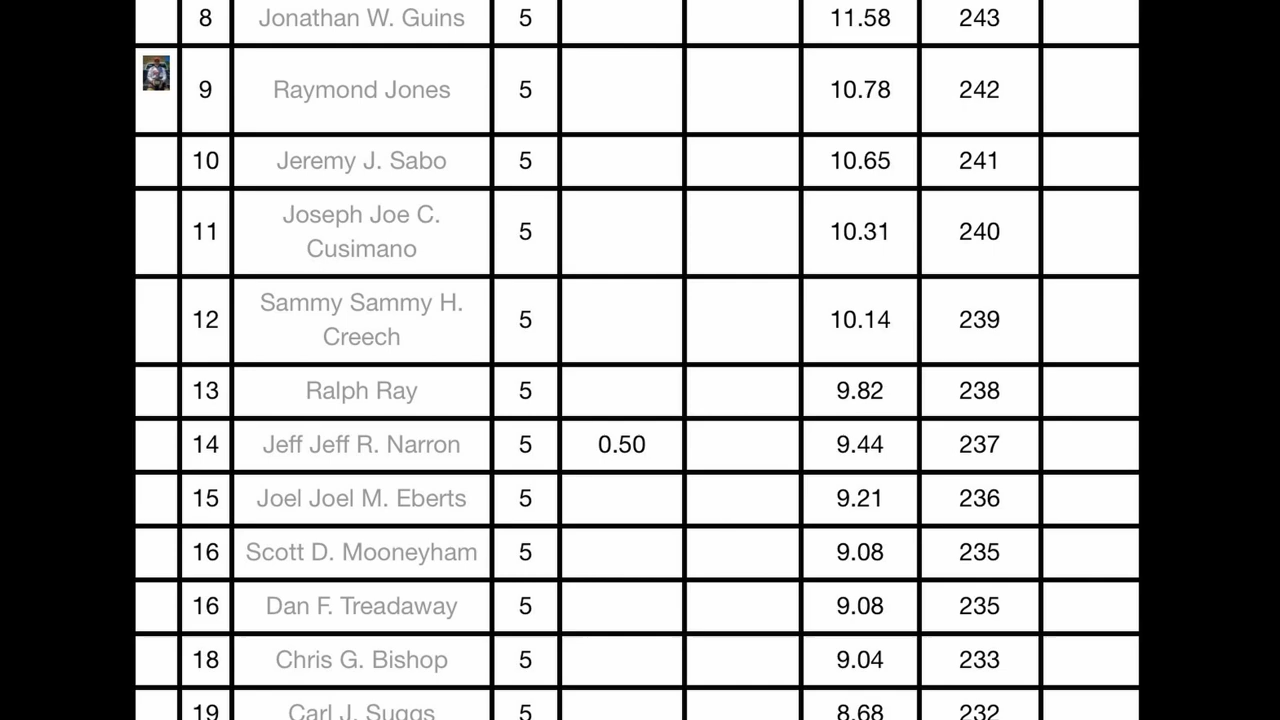 8 Jonathan W. Guins 5 11.58 243
9 Raymond Jones 5 10.78 242
10 Jeremy J. Sabo 5 10.65 241
11 Joseph Joe C. Cusimano 5 10.31 240
12 Sammy Sammy H. Creech 5 10.14 239
13 Ralph Ray 5 9.82 238
14 Jeff Jeff R. Narron 5 0.50 9.44 237
15 Joel Joel M. Eberts 5 9.21 236
16 Scott D. Mooneyham 5 9.08 235
16 Dan F. Treadaway 5 9.08 235
18 Chris G. Bishop 5 9.04 233
19 Carl J. Suggs 5 8.68 232